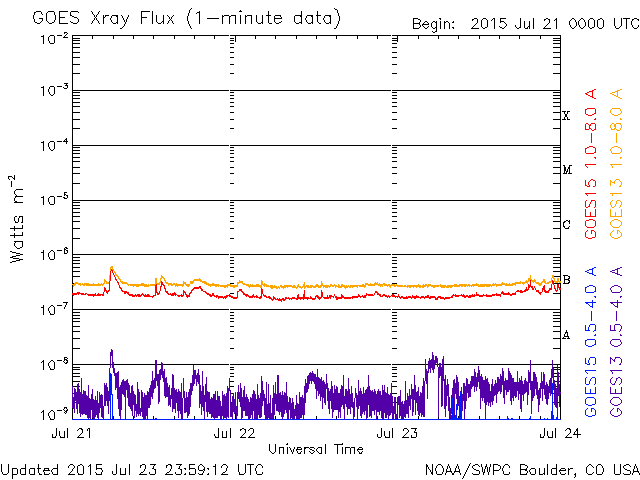 GOES Xray Flux (1-minute data)
Begin: 2015 Jul 21 0000 UTC
10⁻²
10⁻³
10⁻⁴
10⁻⁵
10⁻⁶
10⁻⁷
10⁻⁸
10⁻⁹
Watts m⁻²
X
M
C
B
A
GOES15 1.0-8.0 A
GOES13 1.0-8.0 A
GOES15 0.5-4.0 A
GOES13 0.5-4.0 A
Jul 21
Jul 22
Jul 23
Jul 24
Universal Time
Updated 2015 Jul 23 23:59:12 UTC
NOAA/SWPC Boulder, CO USA